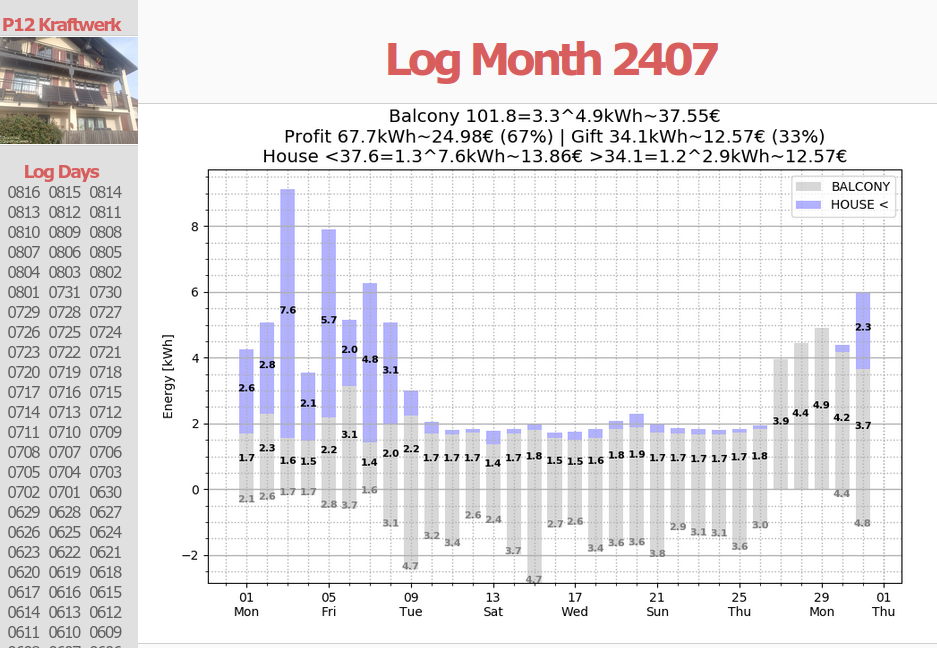 P12 Kraftwerk
Log Days
0816 0815 0814
0813 0812 0811
0810 0809 0808
0807 0806 0805
0804 0803 0802
0801 0731 0730
0729 0728 0727
0726 0725 0724
0723 0722 0721
0720 0719 0718
0717 0716 0715
0714 0713 0712
0711 0710 0709
0708 0707 0706
0705 0704 0703
0702 0701 0630
0629 0628 0627
0626 0625 0624
0623 0622 0621
0620 0619 0618
0617 0616 0615
0614 0613 0612
0611 0610 0609
Log Month 2407
Balcony 101.8=3.3^4.9kWh~37.55€
Profit 67.7kWh~24.98€ (67%) | Gift 34.1kWh~12.57€ (33%)
House <37.6=1.3^7.6kWh~13.86€ >34.1=1.2^2.9kWh~12.57€
BALCONY
HOUSE <
Energy [kWh]
8
6
4
2
0
−2
2.6 2.8 7.6 2.1 5.7 2.0 4.8 3.1 2.3
1.7 2.3 1.6 1.5 2.2 3.1 1.4 2.0 2.2 1.7 1.7 1.7 1.4 1.7 1.8 1.5 1.5 1.6 1.8 1.9 1.7 1.7 1.7 1.7 1.7 1.8 3.9 4.4 4.9 4.2 3.7
2.1 2.6 1.7 1.7 2.8 3.7 1.6 3.1 4.7 3.2 3.4 2.6 2.4 3.7 4.7 2.7 2.6 3.4 3.6 3.6 3.8 2.9 3.1 3.1 3.6 3.0 4.4 4.8
01 05 09 13 17 21 25 29 01
Mon Fri Tue Sat Wed Sun Thu Mon Thu